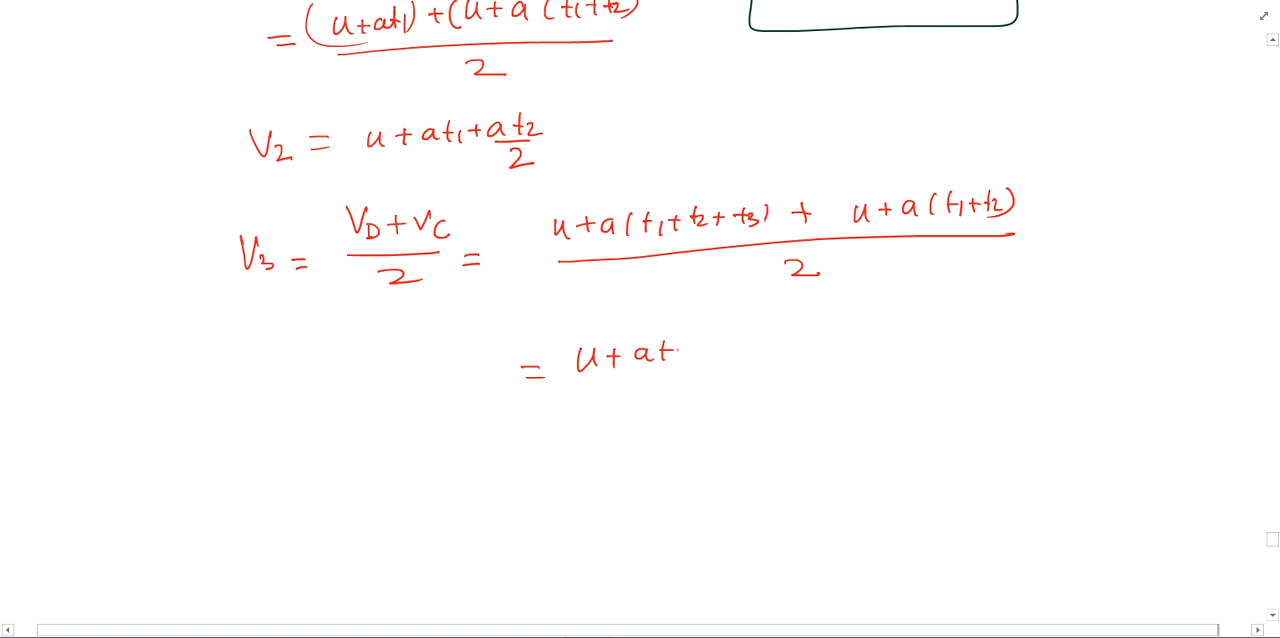 = (u+at1) + (u+a(t1+t2)
2
V2 = u + at1 + at2
2
V3 = VD + VC / 2 = u+a(t1+t2+t3) + u+a(t1+t2)
2
= u + at